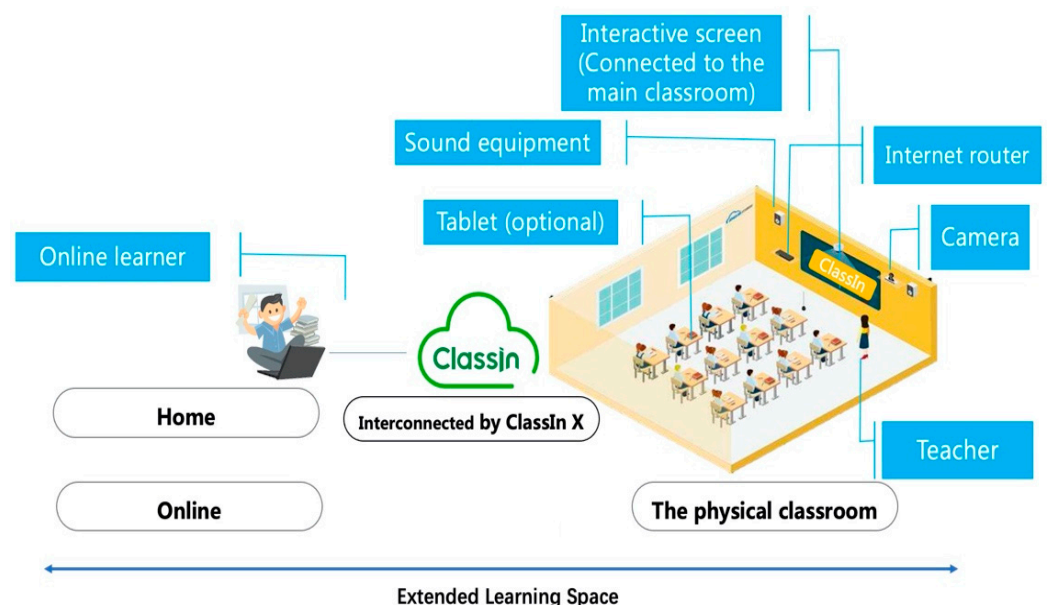 Interactive screen
(Connected to the
main classroom)
Sound equipment
Internet router
Tablet (optional)
Camera
Online learner
ClassIn
ClassIn
Home
Interconnected by ClassIn X
Teacher
Online
The physical classroom
Extended Learning Space